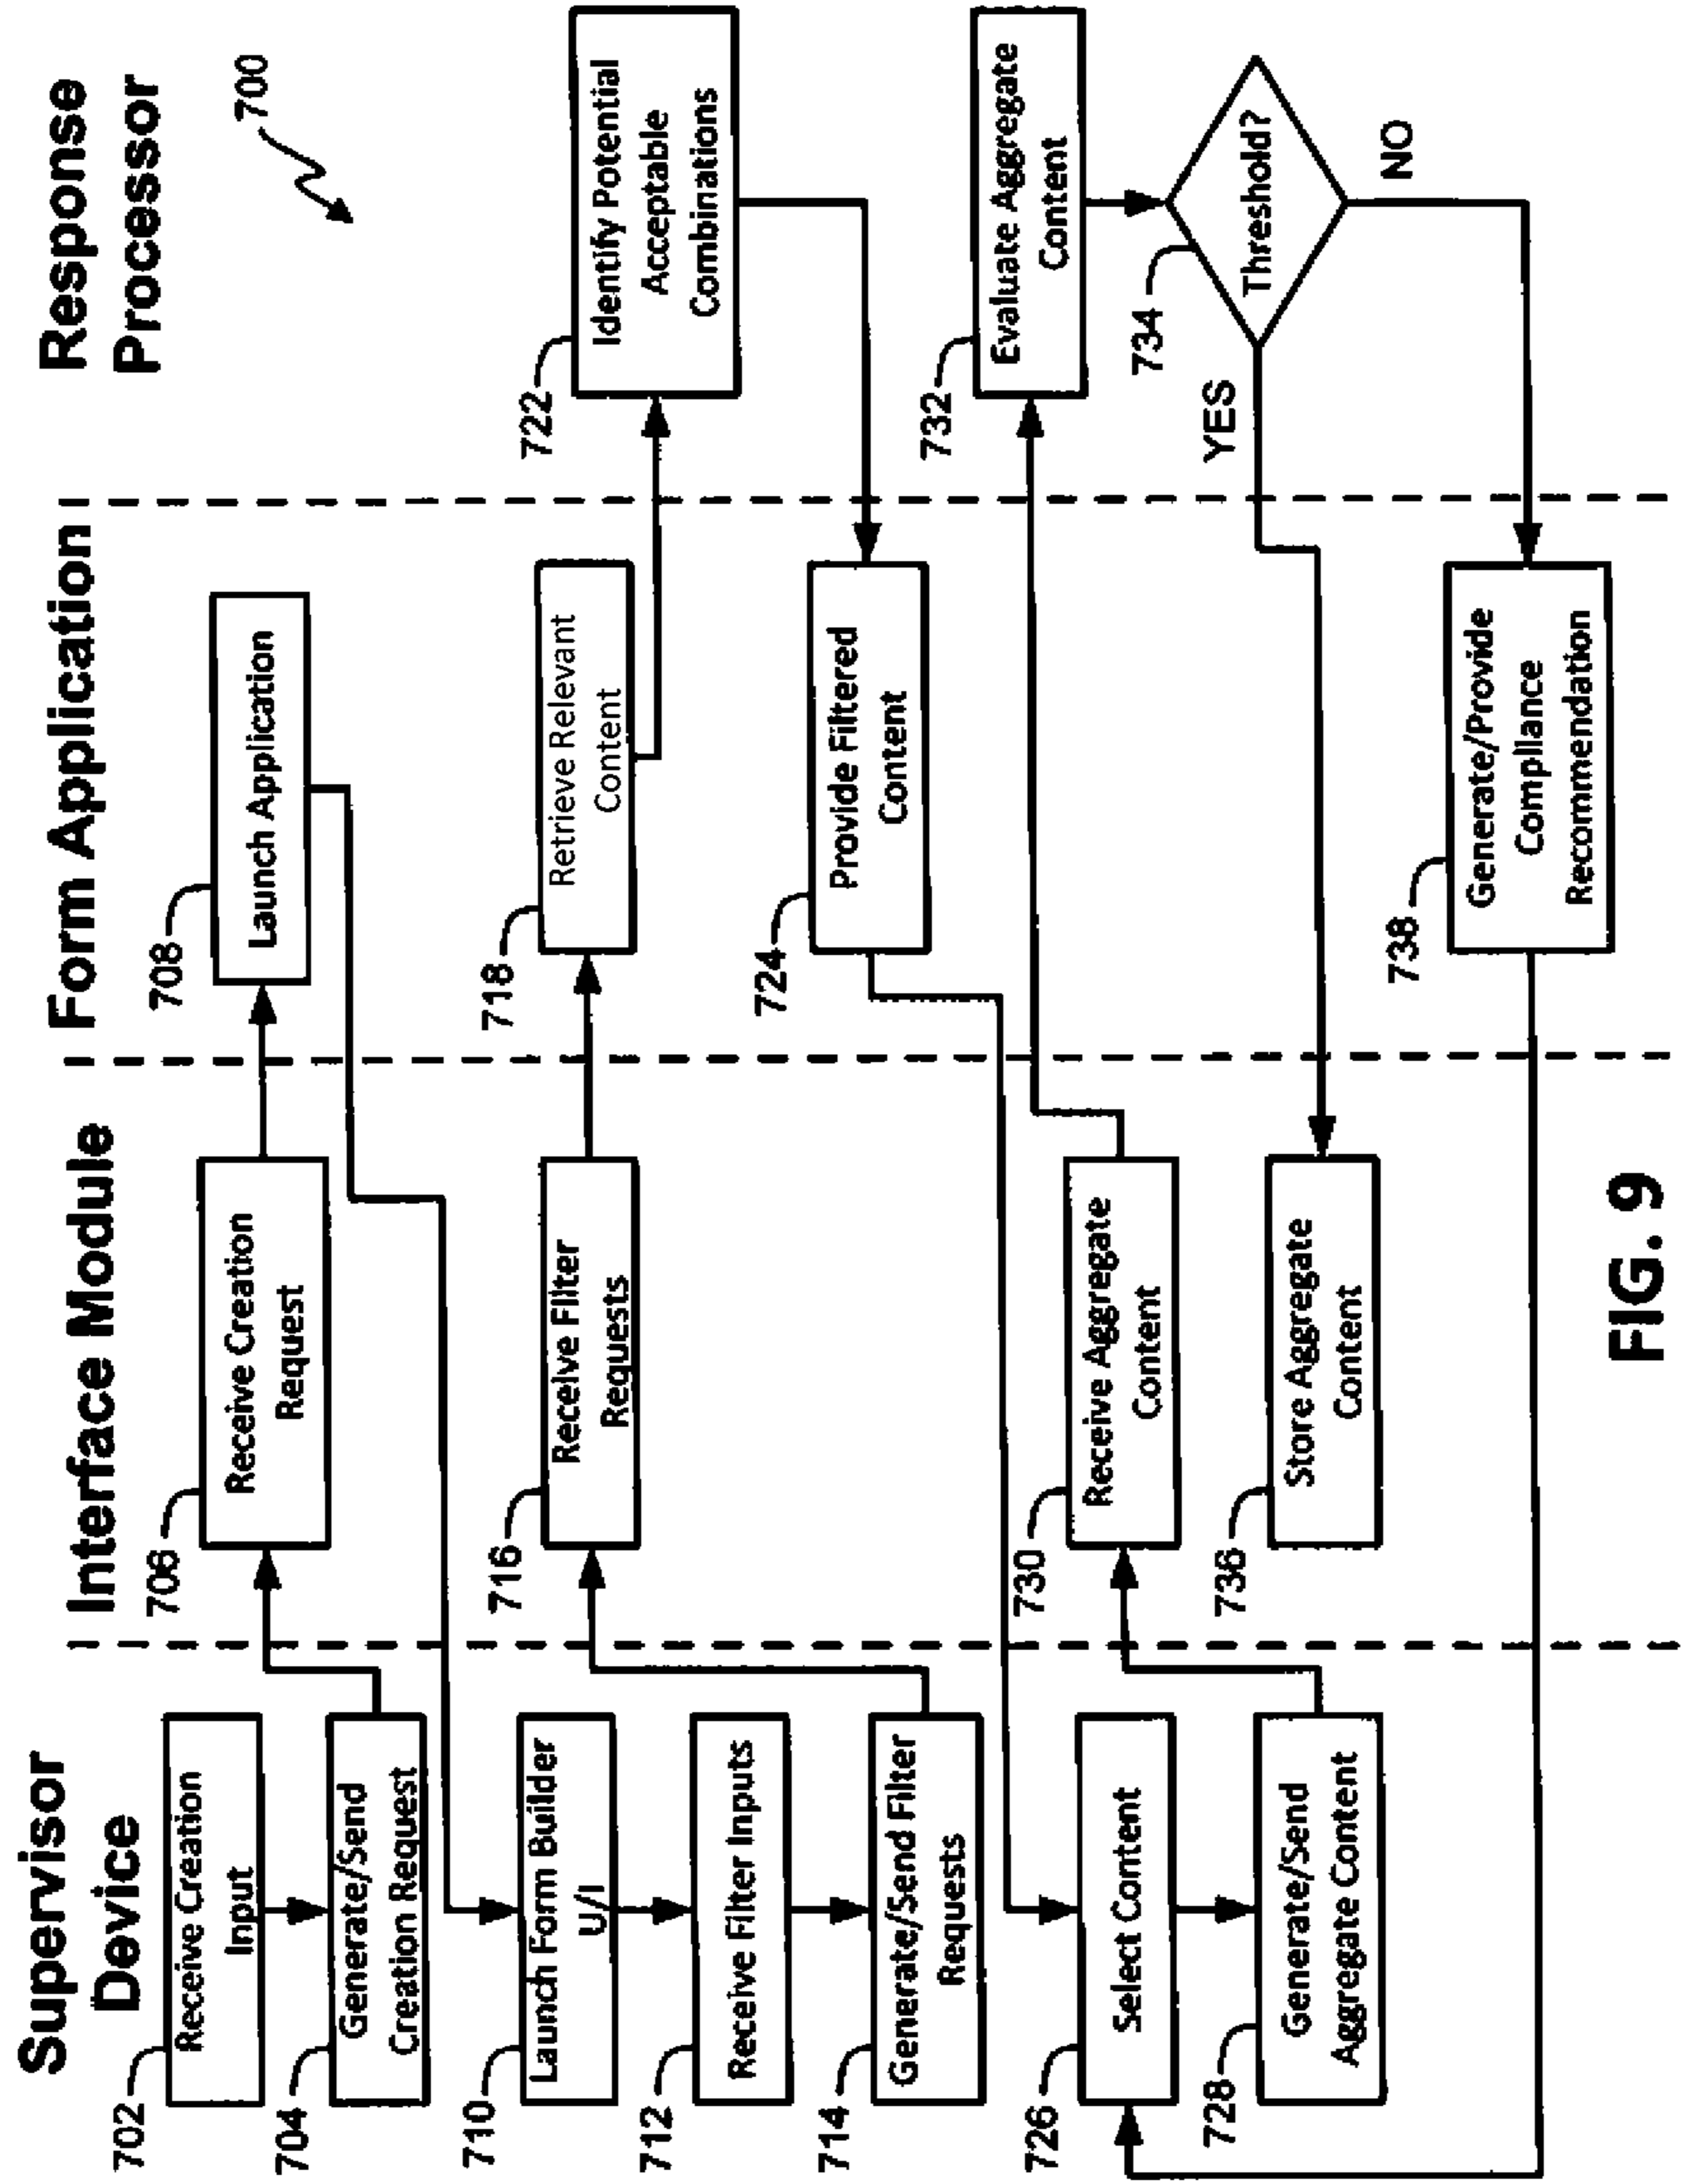 Supervisor
Device
Interface Module
Form Application
Response
Processor
700
702
Receive Creation
Input
704
Generate/Send
Creation Request
706
Receive Creation
Request
708
Launch Application
710
Launch Form Builder
U/I
712
Receive Filter Inputs
714
Generate/Send Filter
Requests
716
Receive Filter
Requests
718
Retrieve Relevant
Content
722
Identify Potential
Acceptable
Combinations
724
Provide Filtered
Content
726
Select Content
728
Generate/Send
Aggregate Content
730
Receive Aggregate
Content
732
Evaluate Aggregate
Content
734
Threshold?
YES
NO
736
Store Aggregate
Content
738
Generate/Provide
Compliance
Recommendation
FIG. 9